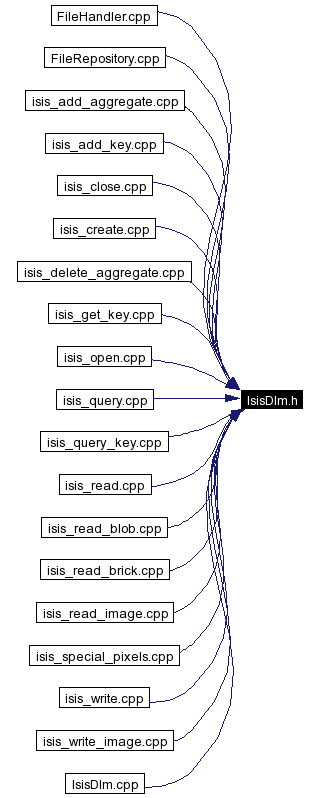 FileHandler.cpp
FileRepository.cpp
isis_add_aggregate.cpp
isis_add_key.cpp
isis_close.cpp
isis_create.cpp
isis_delete_aggregate.cpp
isis_get_key.cpp
isis_open.cpp
isis_query.cpp
IsisDlm.h
isis_query_key.cpp
isis_read.cpp
isis_read_blob.cpp
isis_read_brick.cpp
isis_read_image.cpp
isis_special_pixels.cpp
isis_write.cpp
isis_write_image.cpp
IsisDlm.cpp